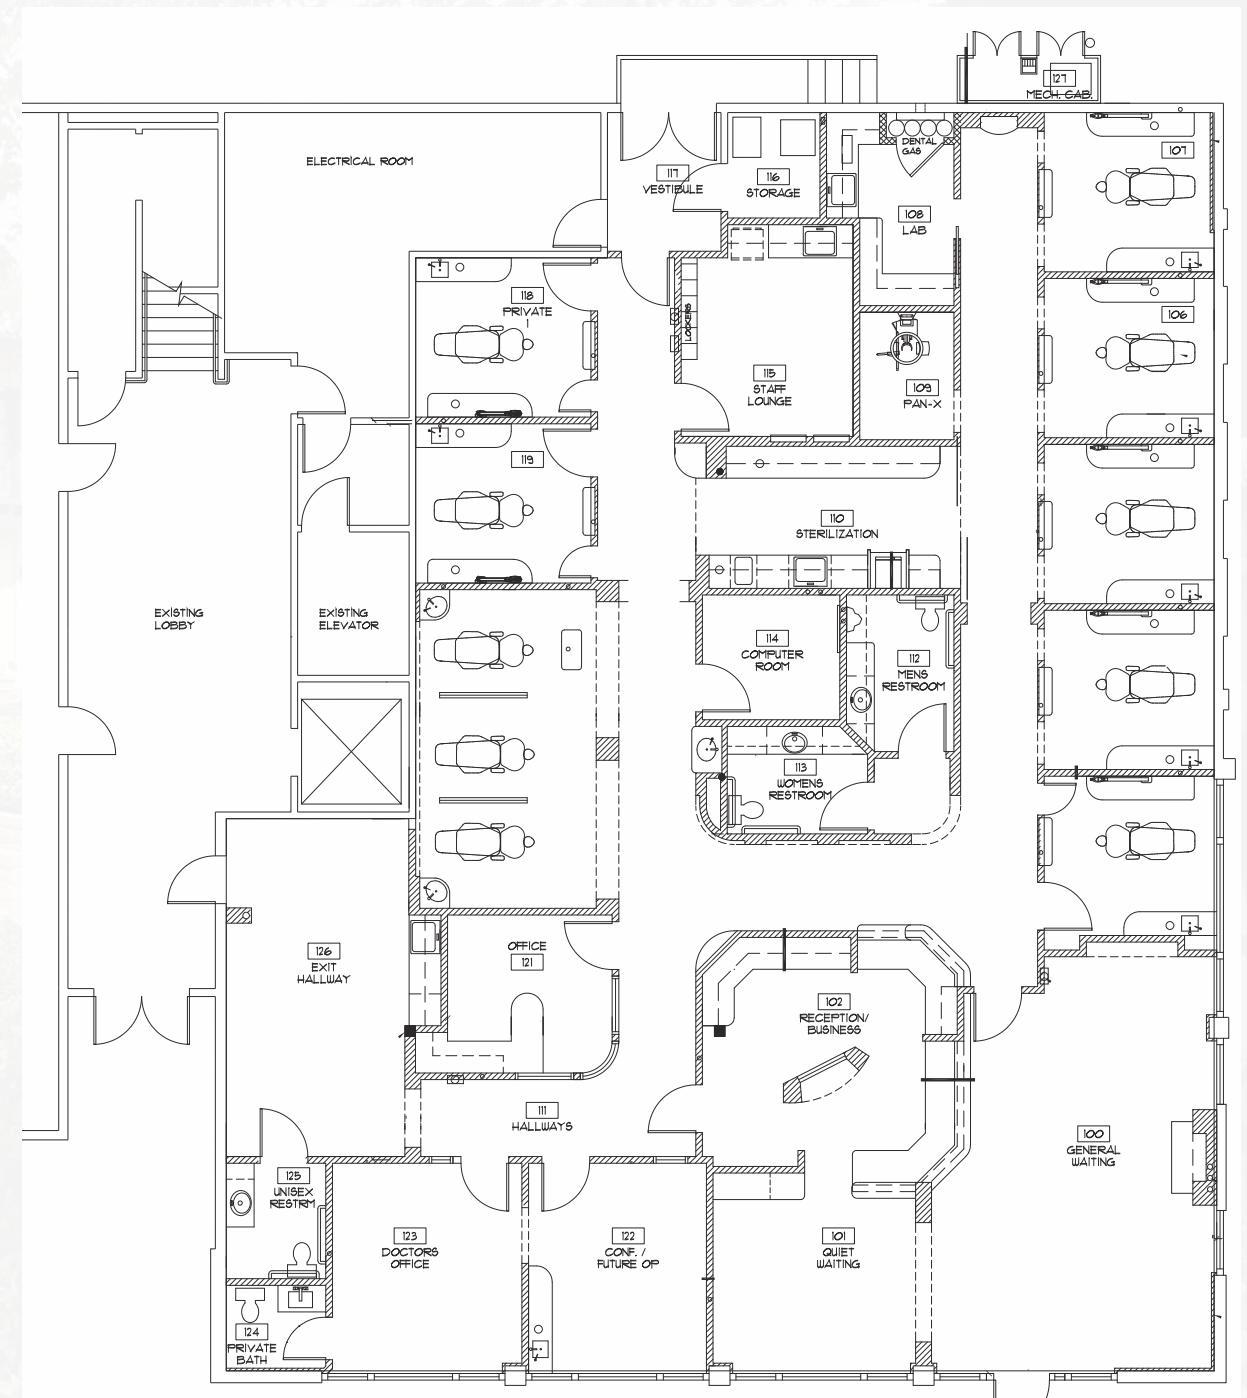 127
MECH. CAB.
ELECTRICAL ROOM
107
DENTAL
GAS
117
VESTIBULE
116
STORAGE
108
LAB
118
PRIVATE
1
106
LOCKERS
115
STAFF
LOUNGE
109
PAN-X
119
110
STERILIZATION
EXISTING
LOBBY
EXISTING
ELEVATOR
114
COMPUTER
ROOM
112
MENS
RESTROOM
113
WOMENS
RESTROOM
126
EXIT
HALLWAY
OFFICE
121
102
RECEPTION/
BUSINESS
111
HALLWAYS
100
GENERAL
WAITING
125
UNISEX
RESTRM
123
DOCTORS
OFFICE
122
CONF. /
FUTURE OP
101
QUIET
WAITING
124
PRIVATE
BATH